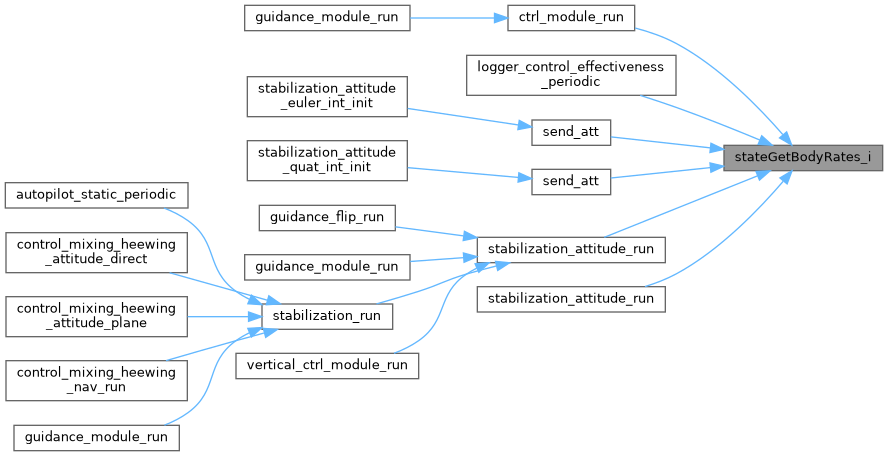 guidance_module_run
ctrl_module_run
logger_control_effectiveness
_periodic
stabilization_attitude
_euler_int_init
send_att
stateGetBodyRates_i
stabilization_attitude
_quat_int_init
send_att
autopilot_static_periodic
guidance_flip_run
control_mixing_heewing
_attitude_direct
stabilization_attitude_run
guidance_module_run
stabilization_attitude_run
control_mixing_heewing
_attitude_plane
stabilization_run
vertical_ctrl_module_run
control_mixing_heewing
_nav_run
guidance_module_run